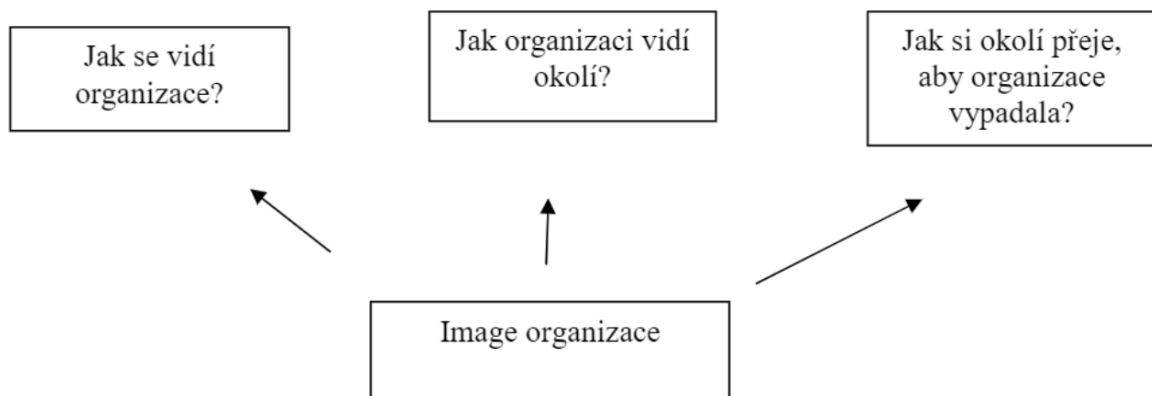 Jak se vidí
organizace?
Jak organizaci vidí
okolí?
Jak si okolí přeje,
aby organizace
vypadala?
Image organizace